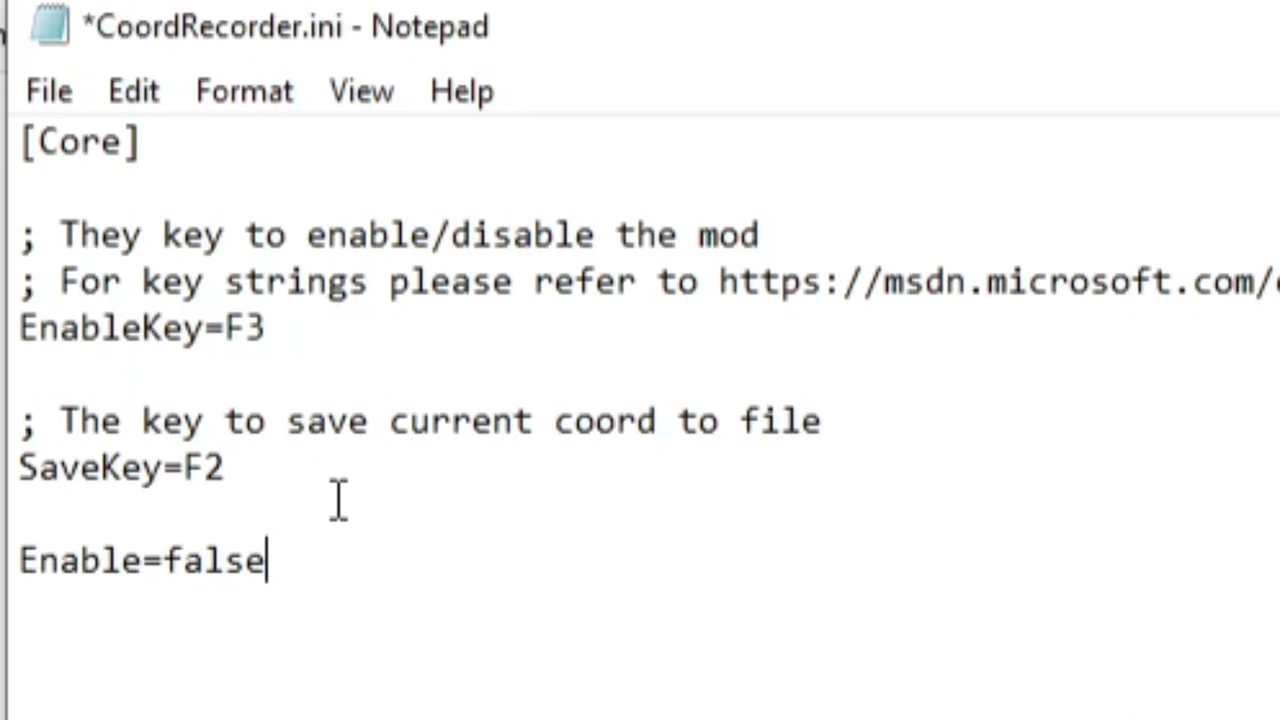 *CoordRecorder.ini - Notepad
File Edit Format View Help
[Core]
; They key to enable/disable the mod
; For key strings please refer to https://msdn.microsoft.com/
EnableKey=F3
; The key to save current coord to file
SaveKey=F2
Enable=false